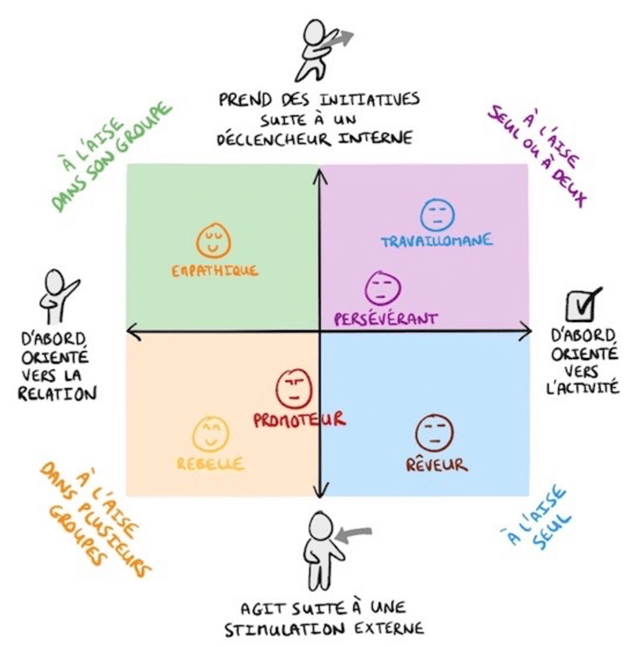 PREND DES INITIATIVES
SUITE À UN
DÉCLENCHEUR INTERNE
À L'AISE
DANS SON GROUPE
À L'AISE
SEUL OU À DEUX
EMPATHIQUE
TRAVAILLOMANE
PERSÉVÉRANT
D'ABORD
ORIENTÉ
VERS LA
RELATION
D'ABORD
ORIENTÉ
VERS
L'ACTIVITÉ
PROMOTEUR
REBELLE
RÊVEUR
À L'AISE
DANS PLUSIEURS
GROUPES
À L'AISE
SEUL
AGIT SUITE À UNE
STIMULATION EXTERNE